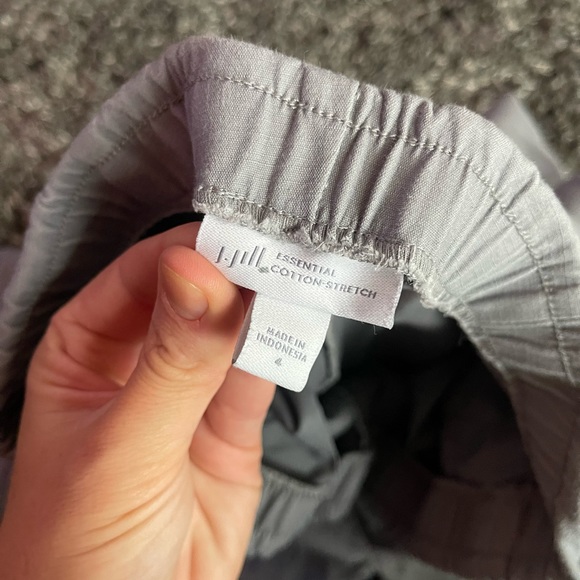 J.Jill
ESSENTIAL
COTTON-STRETCH
MADE IN
INDONESIA
4